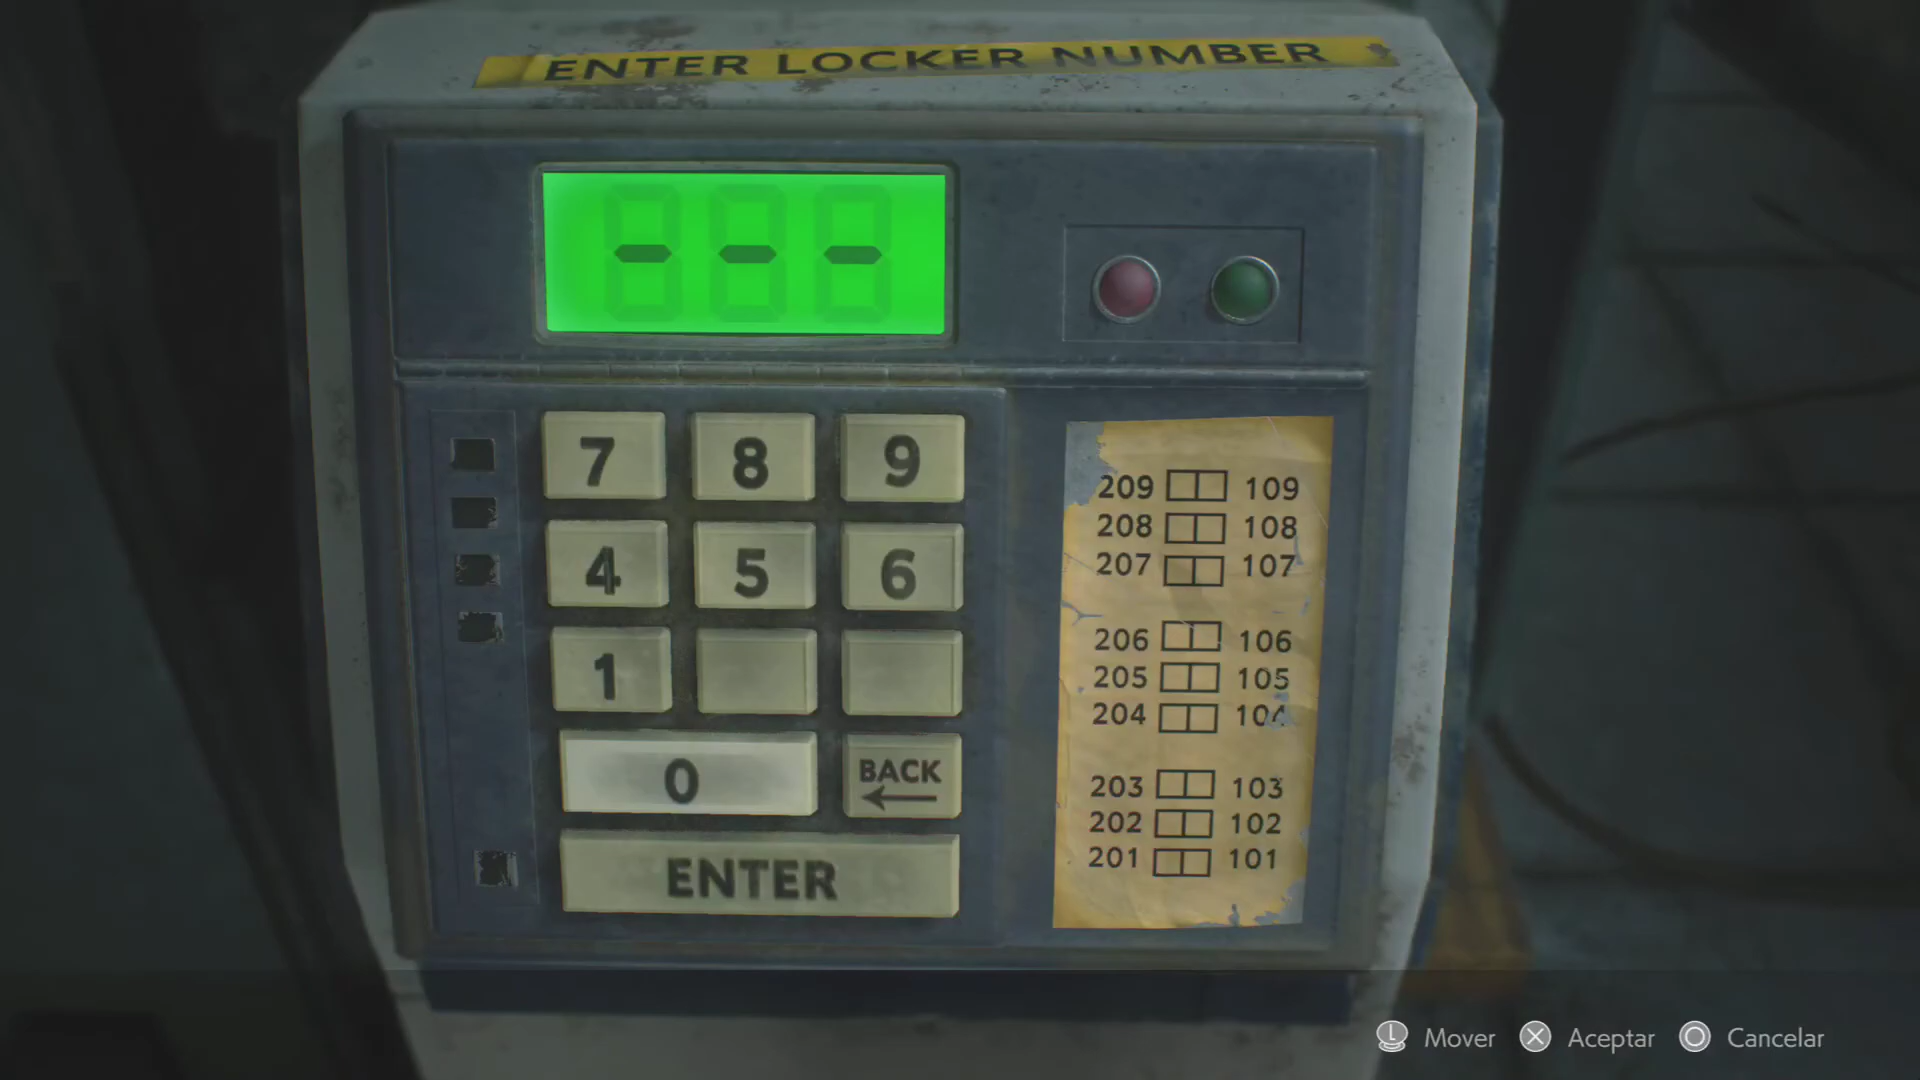 ENTER LOCKER NUMBER
7 8 9
4 5 6
1
0 BACK
ENTER
209 109
208 108
207 107
206 106
205 105
204 104
203 103
202 102
201 101
L Mover Aceptar Cancelar